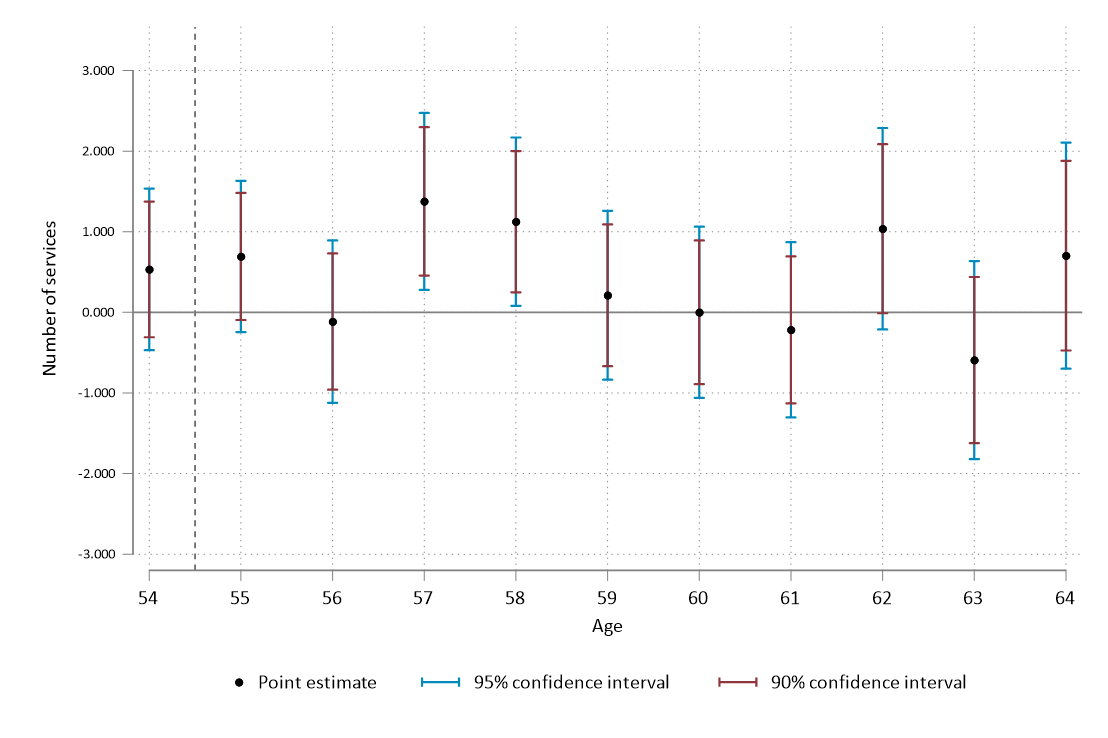 3.000
2.000
1.000
0.000
-1.000
-2.000
-3.000
Number of services
54 55 56 57 58 59 60 61 62 63 64
Age
Point estimate 95% confidence interval 90% confidence interval